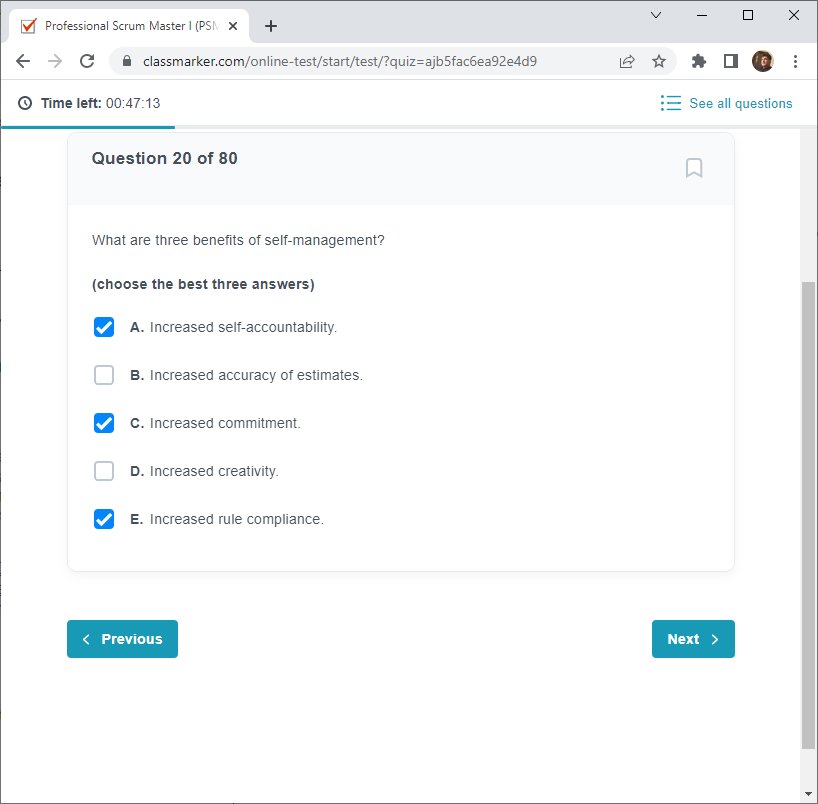 Professional Scrum Master I (PSM
classmarker.com/online-test/start/test/?quiz=ajb5fac6ea92e4d9
Time left: 00:47:13
See all questions
Question 20 of 80
What are three benefits of self-management?
(choose the best three answers)
A. Increased self-accountability.
B. Increased accuracy of estimates.
C. Increased commitment.
D. Increased creativity.
E. Increased rule compliance.
Previous
Next